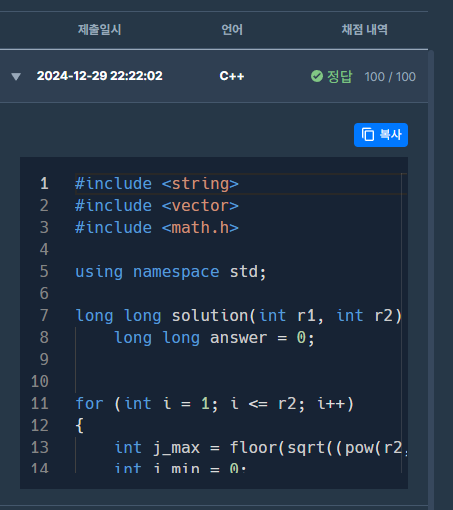 제출일시 언어 채점 내역
▼ 2024-12-29 22:22:02 C++ 정답 100 / 100
복사
1 #include <string>
2 #include <vector>
3 #include <math.h>
4
5 using namespace std;
6
7 long long solution(int r1, int r2)
8 long long answer = 0;
9
10
11 for (int i = 1; i <= r2; i++)
12 {
13 int j_max = floor(sqrt((pow(r2,
14 int j_min = 0;